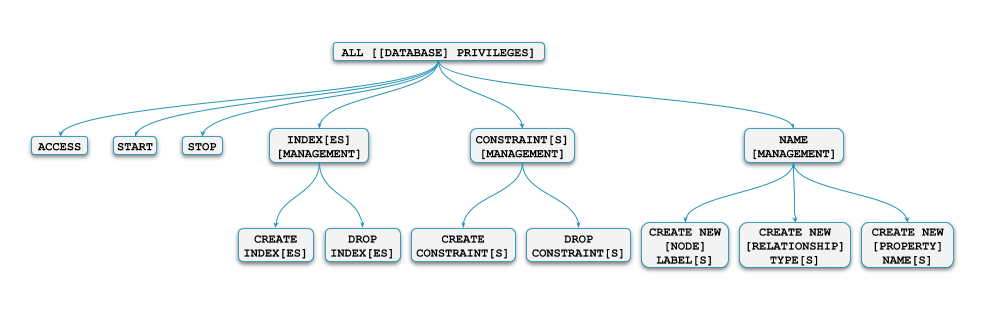 ALL [[DATABASE] PRIVILEGES]
ACCESS
START
STOP
INDEX[ES]
[MANAGEMENT]
CONSTRAINT[S]
[MANAGEMENT]
NAME
[MANAGEMENT]
CREATE
INDEX[ES]
DROP
INDEX[ES]
CREATE
CONSTRAINT[S]
DROP
CONSTRAINT[S]
CREATE NEW
[NODE]
LABEL[S]
CREATE NEW
[RELATIONSHIP]
TYPE[S]
CREATE NEW
[PROPERTY]
NAME[S]